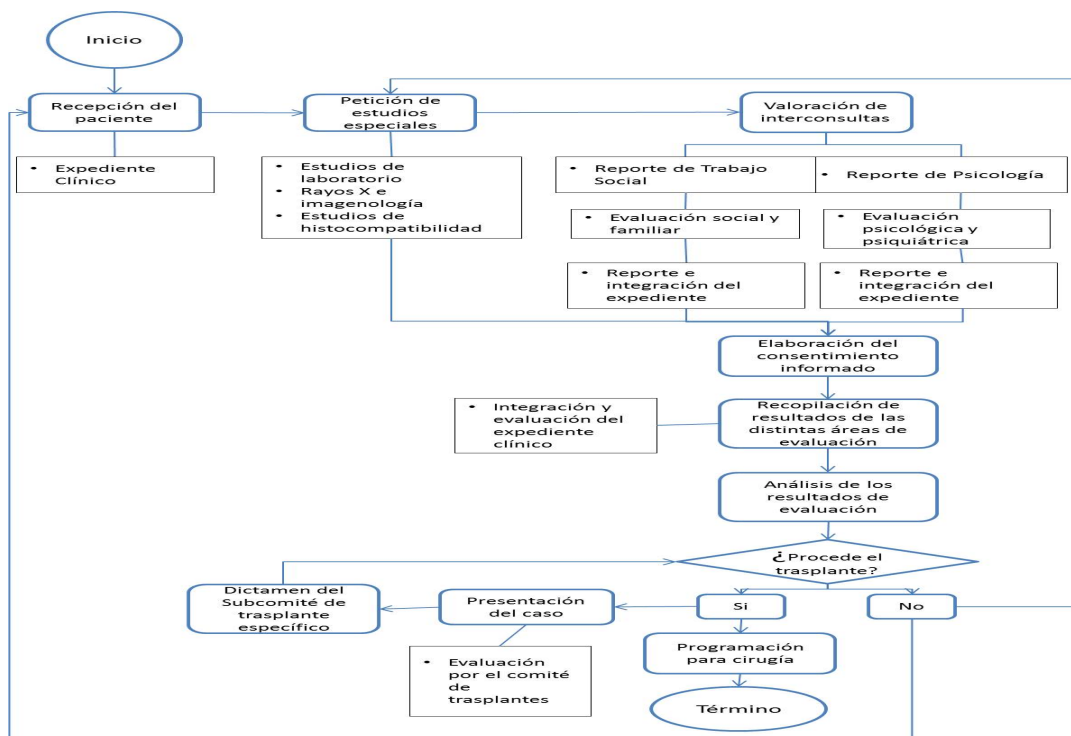 Inicio
Recepción del
paciente
• Expediente
Clínico
Petición de
estudios
especiales
• Estudios de
laboratorio
• Rayos X e
imagenología
• Estudios de
histocompatibilidad
Valoración de
interconsultas
• Reporte de Trabajo
Social
• Evaluación social y
familiar
• Reporte e
integración del
expediente
• Reporte de Psicología
• Evaluación
psicológica y
psiquiátrica
• Reporte e
integración del
expediente
Elaboración del
consentimiento
informado
• Integración y
evaluación del
expediente
clínico
Recopilación de
resultados de las
distintas áreas de
evaluación
Análisis de los
resultados de
evaluación
¿Procede el
trasplante?
Si
No
Presentación
del caso
Dictamen del
Subcomité de
trasplante
específico
• Evaluación
por el comité
de
trasplantes
Programación
para cirugía
Término